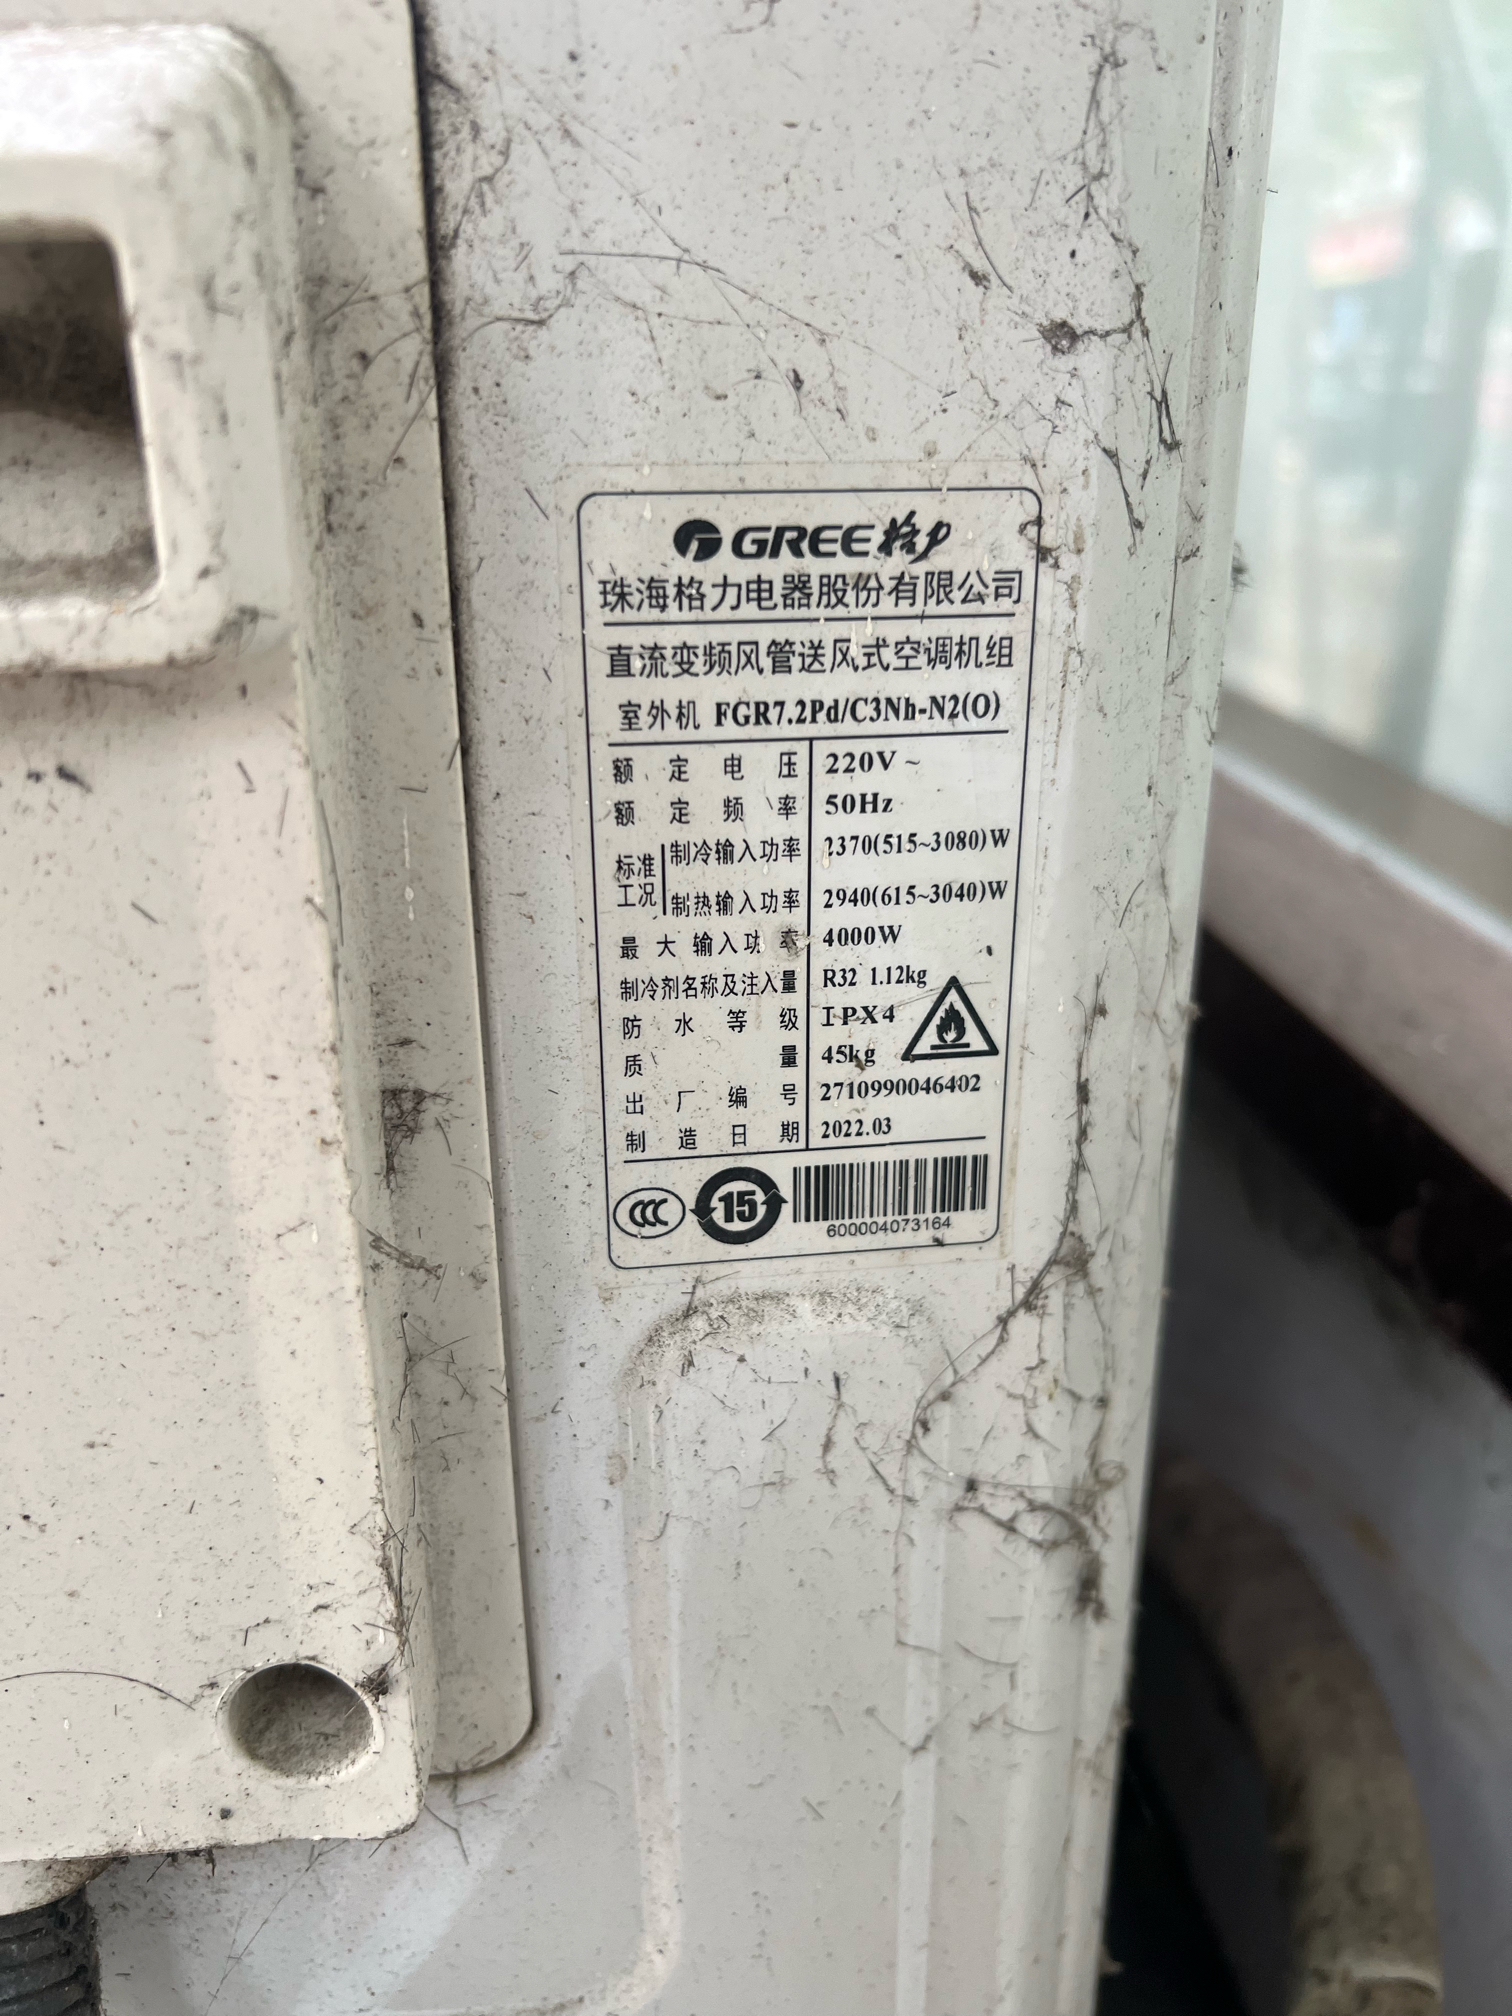 GREE格力
珠海格力电器股份有限公司
直流变频风管送风式空调机组
室外机 FGR7.2Pd/C3Nh-N2(O)
额定电压 220V~
额定频率 50Hz
标准工况 制冷输入功率 2370(515~3080)W
制热输入功率 2940(615~3040)W
最大输入功率 4000W
制冷剂名称及注入量 R32 1.12kg
防水等级 IPX4
质量 45kg
出厂编号 2710990046402
制造日期 2022.03
CCC 15
600004073164